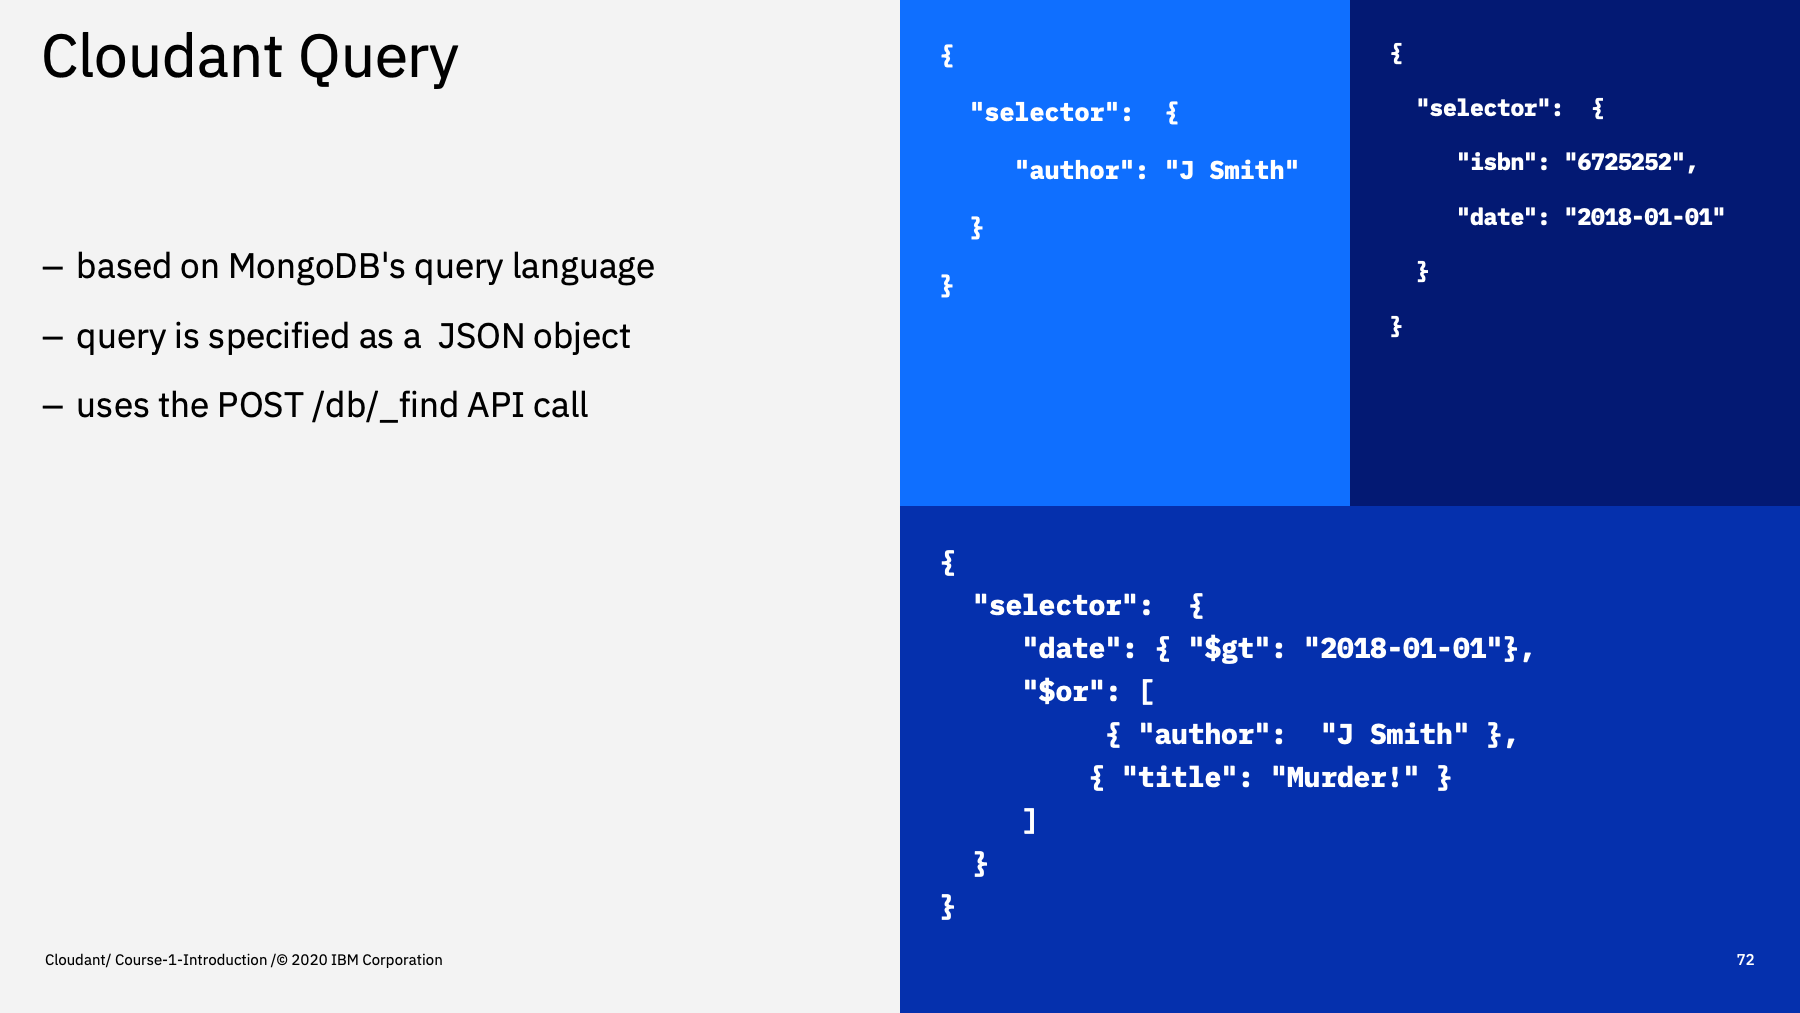 Cloudant Query
– based on MongoDB's query language
– query is specified as a  JSON object
– uses the POST /db/_find API call
{
  "selector":  {
     "author": "J Smith"
  }
}
{
  "selector":  {
     "isbn": "6725252",
     "date": "2018-01-01"
  }
}
{
  "selector":  {
     "date": { "$gt": "2018-01-01"},
     "$or": [
          { "author":  "J Smith" },
         { "title": "Murder!" }
     ]
  }
}
Cloudant/ Course-1-Introduction /© 2020 IBM Corporation
72